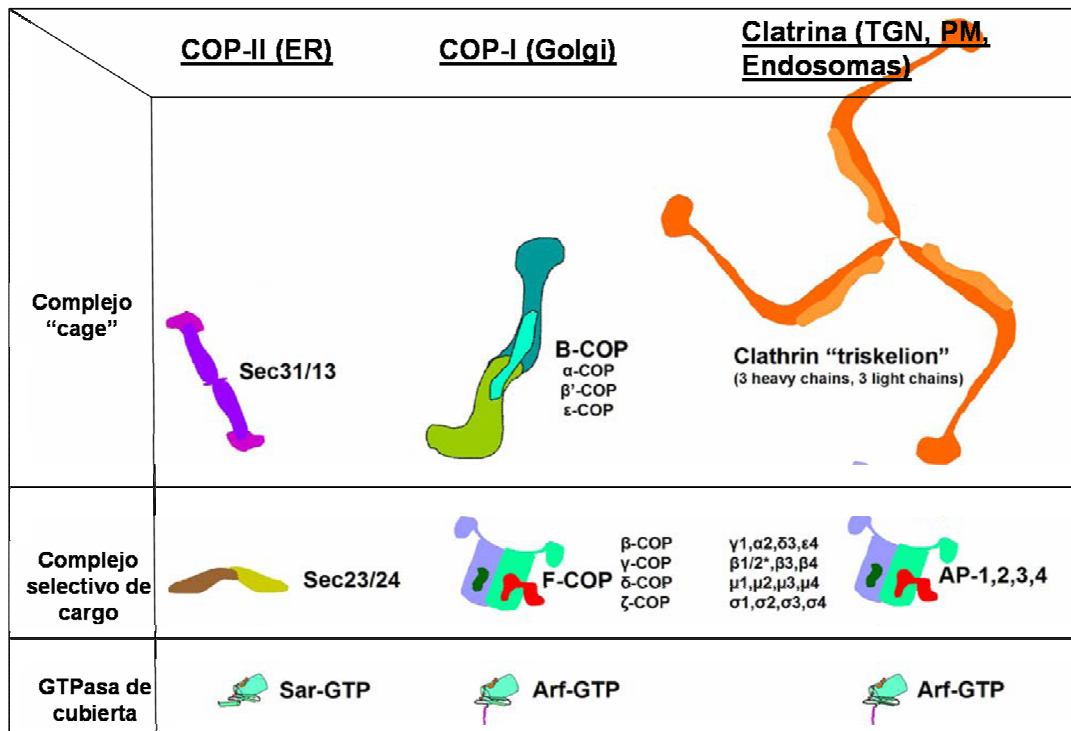 COP-II (ER)
COP-I (Golgi)
Clatrina (TGN, PM,
Endosomas)
Complejo
“cage”
Sec31/13
B-COP
α-COP
β’-COP
ε-COP
Clathrin “triskelion”
(3 heavy chains, 3 light chains)
Complejo
selectivo de
cargo
Sec23/24
F-COP
β-COP
γ-COP
δ-COP
ζ-COP
γ1,α2,δ3,ε4
β1/2*,β3,β4
μ1,μ2,μ3,μ4
σ1,σ2,σ3,σ4
AP-1,2,3,4
GTPasa de
cubierta
Sar-GTP
Arf-GTP
Arf-GTP